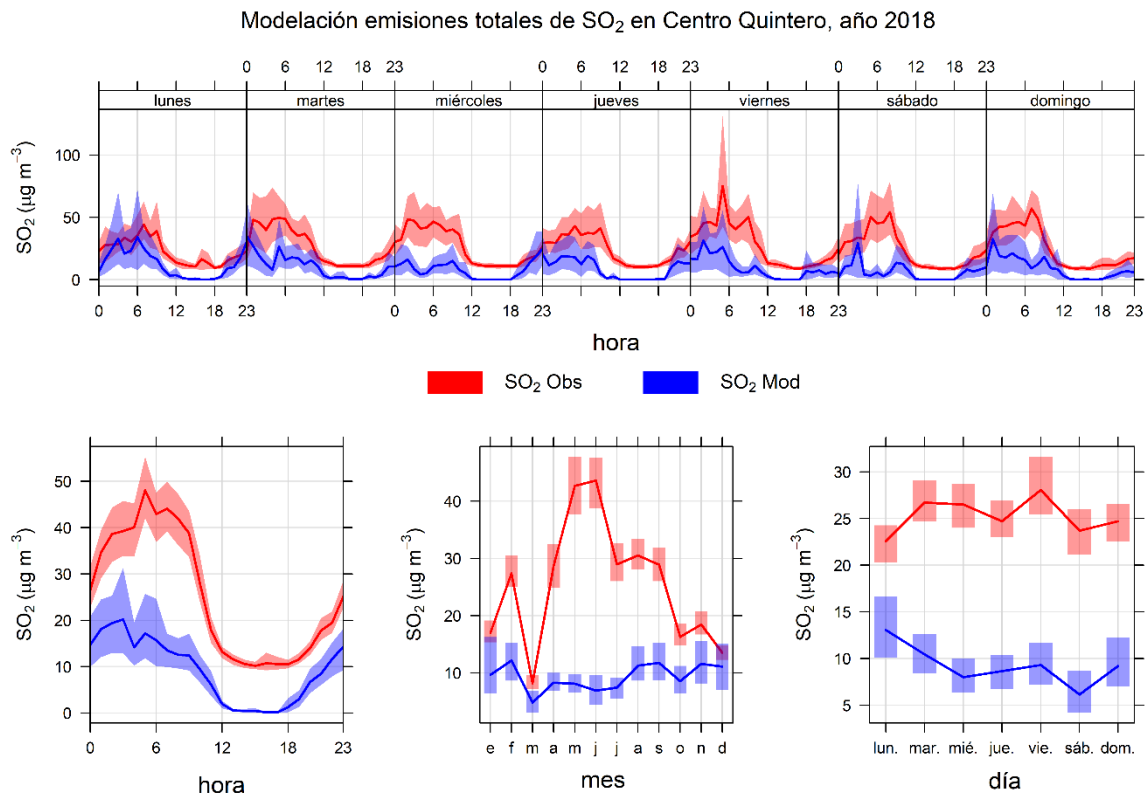 Modelación emisiones totales de SO₂ en Centro Quintero, año 2018
0 6 12 18 23 0 6 12 18 23 0 6 12 18 23
lunes martes miércoles jueves viernes sábado domingo
SO₂ (µg m⁻³)
100
50
0
0 6 12 18 23 0 6 12 18 23 0 6 12 18 23 0 6 12 18 23
hora
SO₂ Obs SO₂ Mod
SO₂ (µg m⁻³)
50
40
30
20
10
0
0 6 12 18 23
hora
SO₂ (µg m⁻³)
40
30
20
10
e f m a m j j a s o n d
mes
SO₂ (µg m⁻³)
30
25
20
15
10
5
lun. mar. mié. jue. vie. sáb. dom.
día